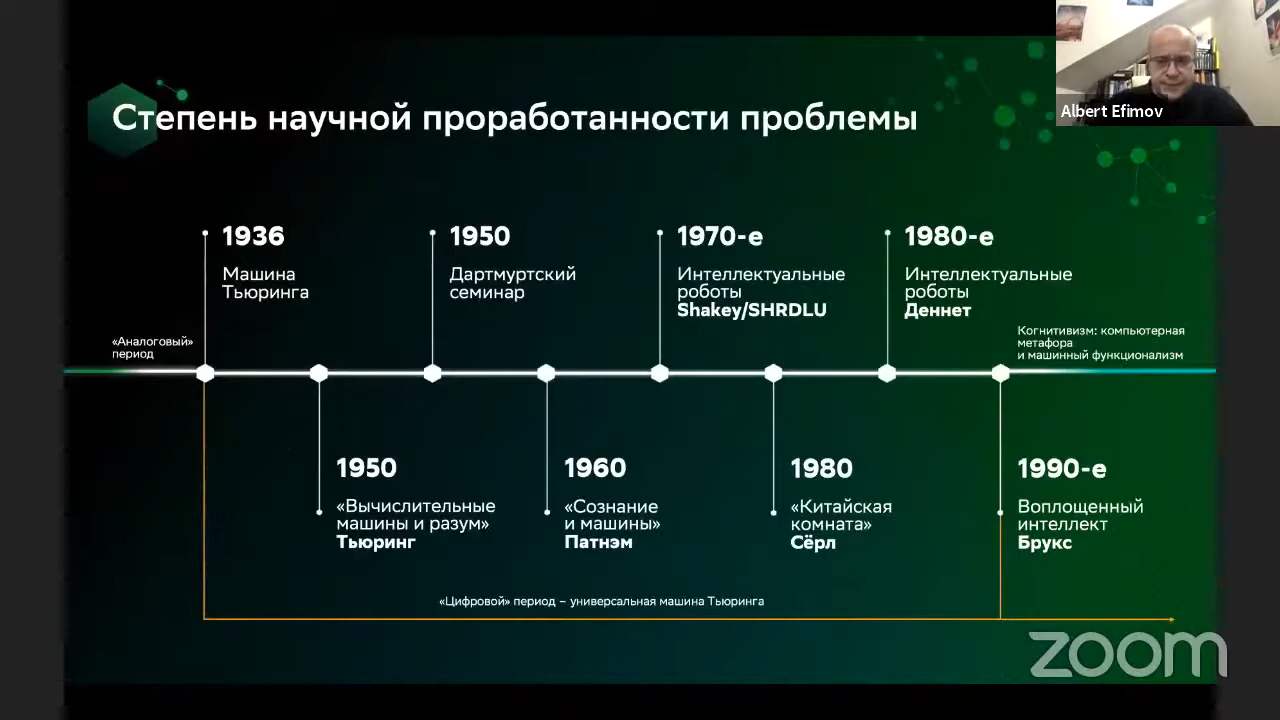 Albert Efimov
Степень научной проработанности проблемы
1936
Машина
Тьюринга
1950
Дартмуртский
семинар
1970-е
Интеллектуальные
роботы
Shakey/SHRDLU
1980-е
Интеллектуальные
роботы
Деннет
«Аналоговый»
период
Когнитивизм: компьютерная
метафора
и машинный функционализм
1950
«Вычислительные
машины и разум»
Тьюринг
1960
«Сознание
и машины»
Патнэм
1980
«Китайская
комната»
Сёрл
1990-е
Воплощенный
интеллект
Брукс
«Цифровой» период – универсальная машина Тьюринга
zoom